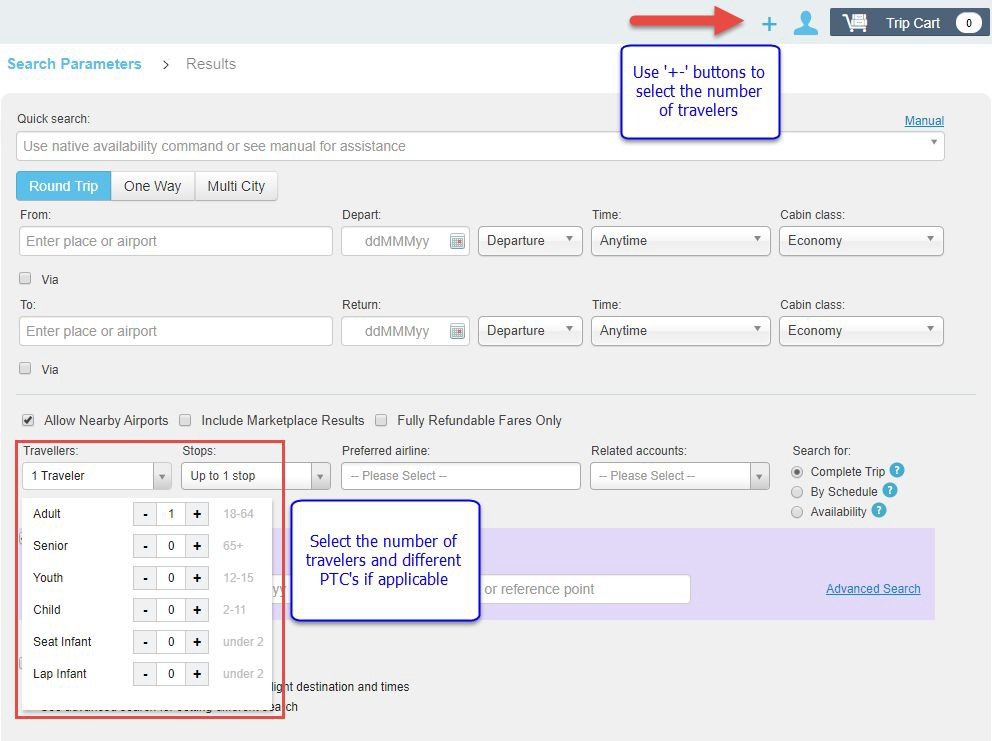 + Trip Cart 0
Use '+-' buttons to
select the number
of travelers
Search Parameters > Results
Quick search:
Manual
Use native availability command or see manual for assistance
Round Trip One Way Multi City
From: Depart: Time: Cabin class:
Enter place or airport ddMMMyy Departure Anytime Economy
Via
To: Return: Time: Cabin class:
Enter place or airport ddMMMyy Departure Anytime Economy
Via
Allow Nearby Airports Include Marketplace Results Fully Refundable Fares Only
Travellers: Stops: Preferred airline: Related accounts: Search for:
1 Traveler Up to 1 stop -- Please Select -- -- Please Select -- Complete Trip ?
By Schedule ?
Availability ?
Adult - 1 + 18-64
Senior - 0 + 65+
Youth - 0 + 12-15
Child - 0 + 2-11
Seat Infant - 0 + under 2
Lap Infant - 0 + under 2
Select the number of
travelers and different
PTC's if applicable
or reference point Advanced Search
destination and times